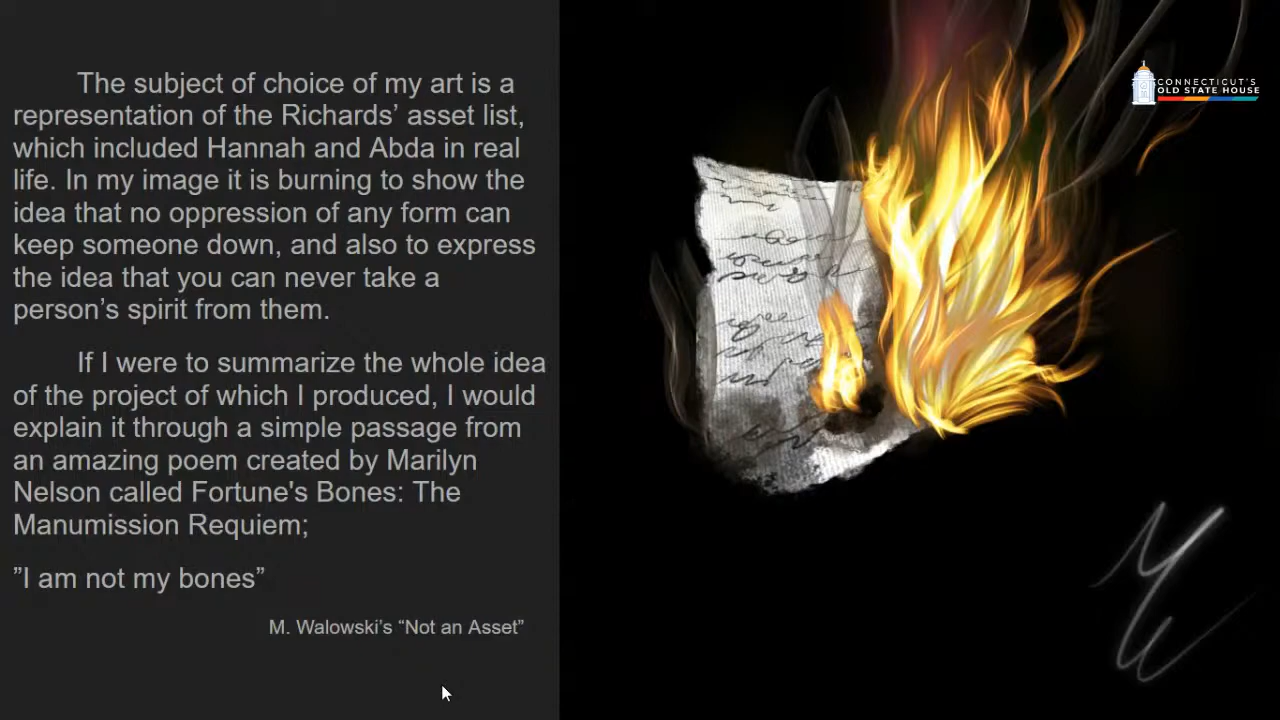 The subject of choice of my art is a
representation of the Richards’ asset list,
which included Hannah and Abda in real
life. In my image it is burning to show the
idea that no oppression of any form can
keep someone down, and also to express
the idea that you can never take a
person’s spirit from them.
If I were to summarize the whole idea
of the project of which I produced, I would
explain it through a simple passage from
an amazing poem created by Marilyn
Nelson called Fortune's Bones: The
Manumission Requiem;
”I am not my bones”
M. Walowski’s “Not an Asset”
CONNECTICUT'S
OLD STATE HOUSE